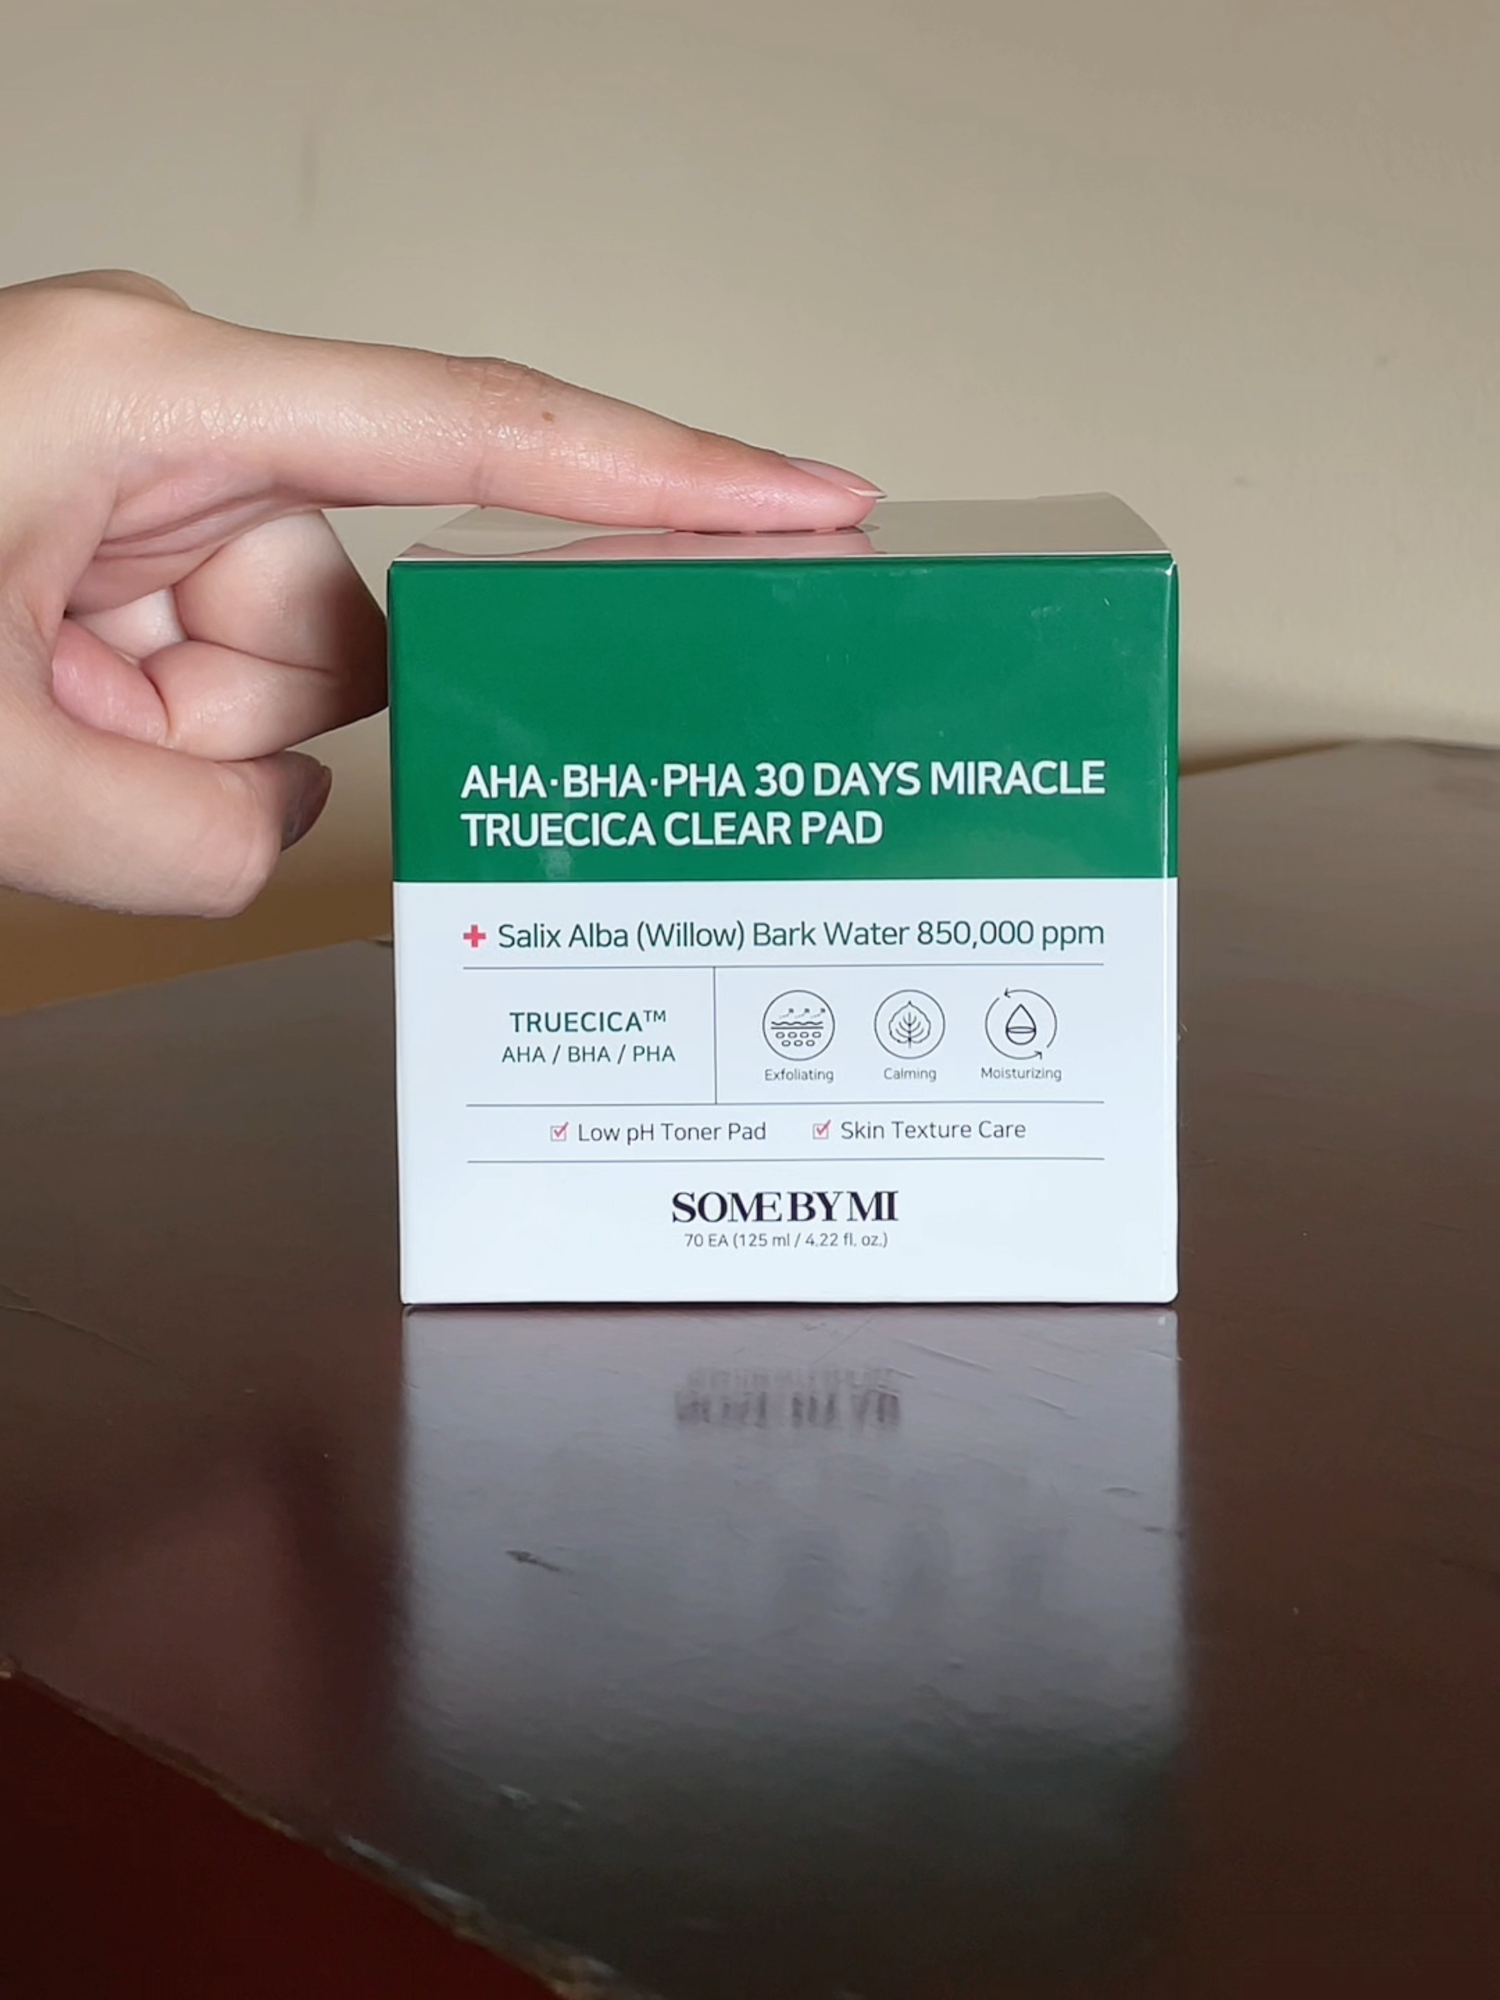 AHA·BHA·PHA 30 DAYS MIRACLE
TRUECICA CLEAR PAD
+ Salix Alba (Willow) Bark Water 850,000 ppm
TRUECICA™
AHA / BHA / PHA
Exfoliating Calming Moisturizing
Low pH Toner Pad Skin Texture Care
SOME BY MI
70 EA (125 ml / 4.22 fl. oz.)